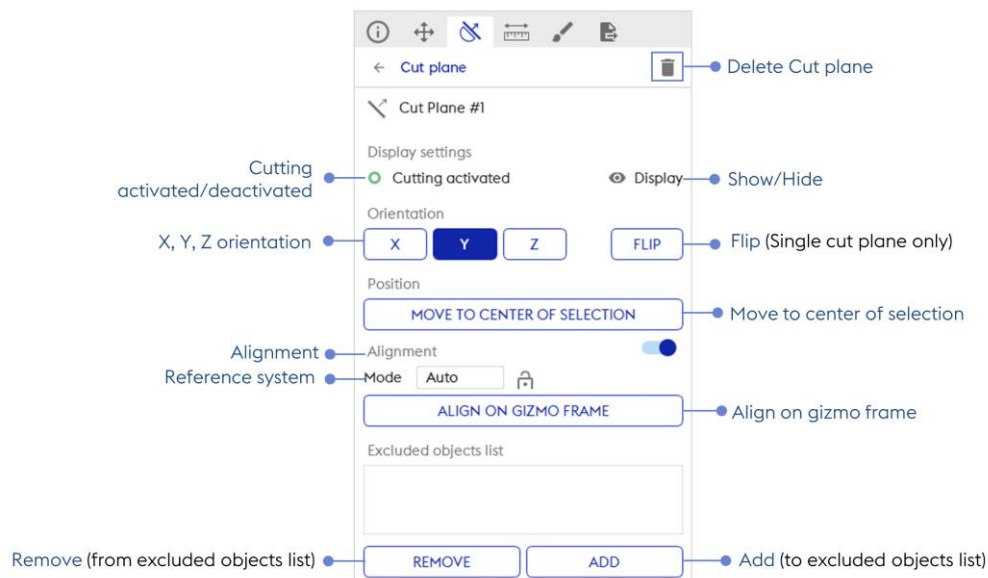 Cut plane
Delete Cut plane
Cut Plane #1
Display settings
Cutting
activated/deactivated
Cutting activated
Display
Show/Hide
Orientation
X, Y, Z orientation
X
Y
Z
FLIP
Flip (Single cut plane only)
Position
MOVE TO CENTER OF SELECTION
Move to center of selection
Alignment
Alignment
Reference system
Mode
Auto
ALIGN ON GIZMO FRAME
Align on gizmo frame
Excluded objects list
Remove (from excluded objects list)
REMOVE
ADD
Add (to excluded objects list)